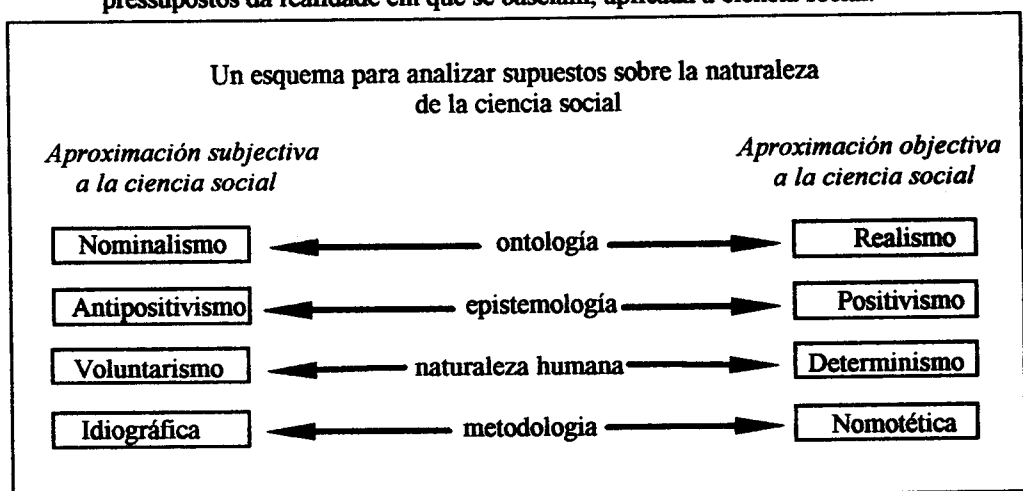 pressupostos da realidade em que se baseiam, aplicada à ciência social.
Un esquema para analizar supuestos sobre la naturaleza
de la ciencia social
Aproximación subjectiva
a la ciencia social
Aproximación objectiva
a la ciencia social
Nominalismo ontología Realismo
Antipositivismo epistemología Positivismo
Voluntarismo naturaleza humana Determinismo
Idiográfica metodologia Nomotética